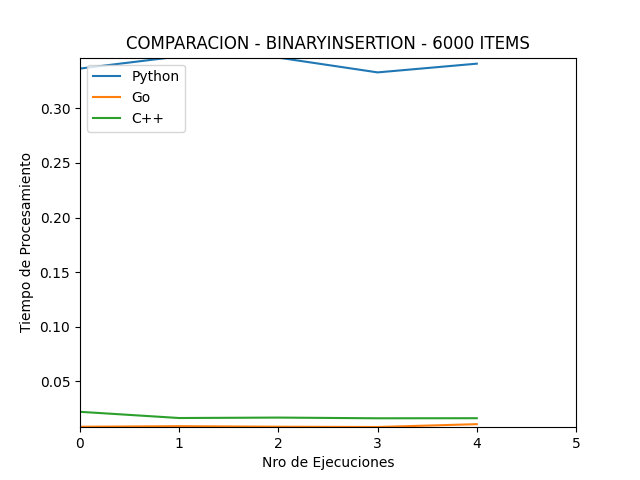 COMPARACION - BINARYINSERTION - 6000 ITEMS
Python
Go
C++
0.30
0.25
0.20
0.15
0.10
0.05
Tiempo de Procesamiento
0 1 2 3 4 5
Nro de Ejecuciones